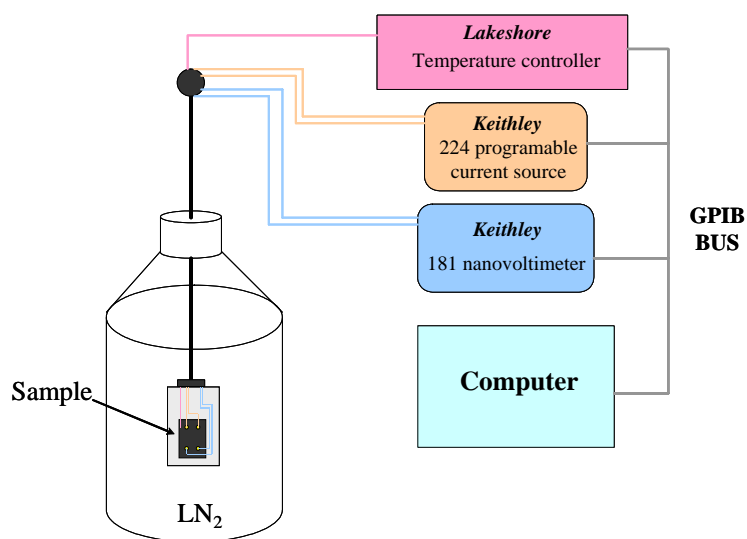 Lakeshore
Temperature controller
Keithley
224 programable
current source
Keithley
181 nanovoltimeter
GPIB
BUS
Computer
Sample
LN₂